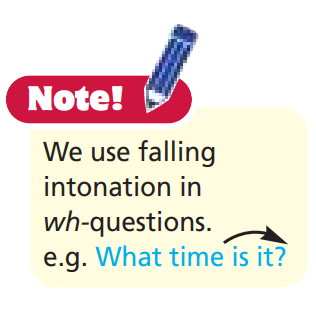 Note!
We use falling
intonation in
wh-questions.
e.g. What time is it?